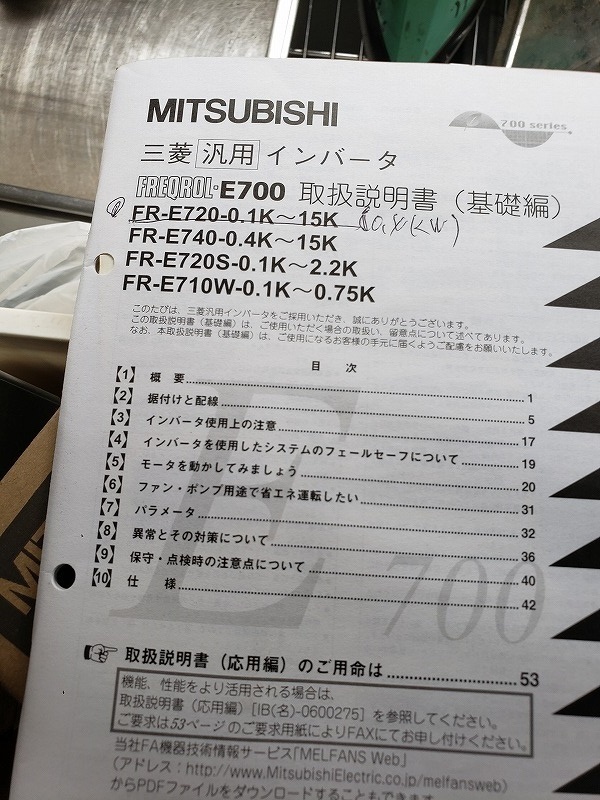 MITSUBISHI
700 series
三菱 汎用 インバータ
FREQROL-E700 取扱説明書（基礎編）
FR-E720-0.1K～15K
FR-E740-0.4K～15K
FR-E720S-0.1K～2.2K
FR-E710W-0.1K～0.75K
このたびは、三菱汎用インバータをご採用いただき、誠にありがとうございます。
この取扱説明書（基礎編）は、ご使用いただく場合の取扱い、留意点について述べてあります。
なお、本取扱説明書（基礎編）は、ご使用になるお客様の手元に届くようご配慮をお願いいたします。
目 次
【1】 概 要 1
【2】 据付けと配線 5
【3】 インバータ使用上の注意 17
【4】 インバータを使用したシステムのフェールセーフについて 19
【5】 モータを動かしてみましょう 20
【6】 ファン・ポンプ用途で省エネ運転したい 31
【7】 パラメータ 32
【8】 異常とその対策について 36
【9】 保守・点検時の注意点について 40
【10】 仕 様 42
E 700
取扱説明書（応用編）のご用命は 53
機能、性能をより活用される場合は、
取扱説明書（応用編）[IB(名)-0600275] を参照してください。
ご要求は53ページのご要求用紙によりFAXにてお申し付けください。
当社FA機器技術情報サービス「MELFANS Web」
（アドレス：http://www.MitsubishiElectric.co.jp/melfansweb）
からPDFファイルをダウンロードすることもできます